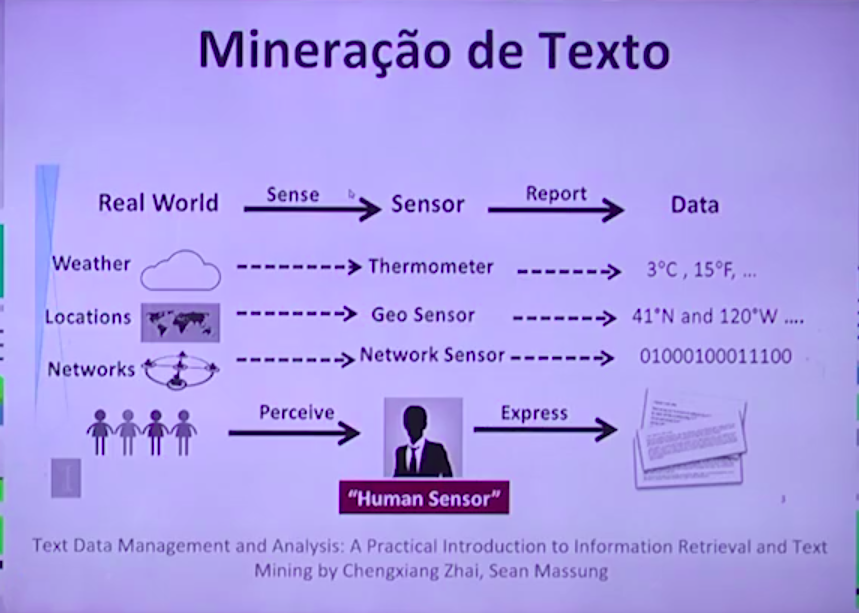 Mineração de Texto
Real World Sense Sensor Report Data
Weather Thermometer 3°C , 15°F, ...
Locations Geo Sensor 41°N and 120°W ....
Networks Network Sensor 01000100011100
Perceive Express
I
"Human Sensor"
3
Text Data Management and Analysis: A Practical Introduction to Information Retrieval and Text
Mining by Chengxiang Zhai, Sean Massung